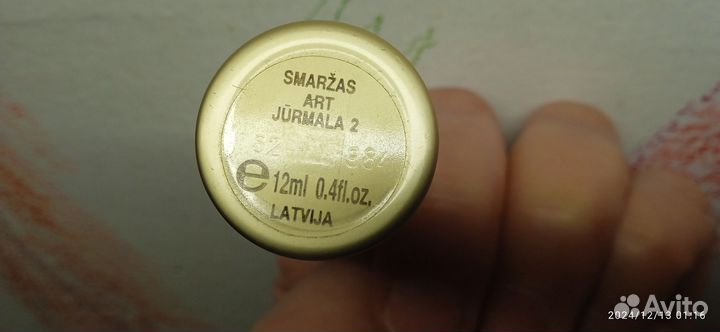 SMARŽAS
ART
JŪRMALA 2
e 12ml 0.4fl.oz.
LATVIJA
Avito
2024/12/13 01:16